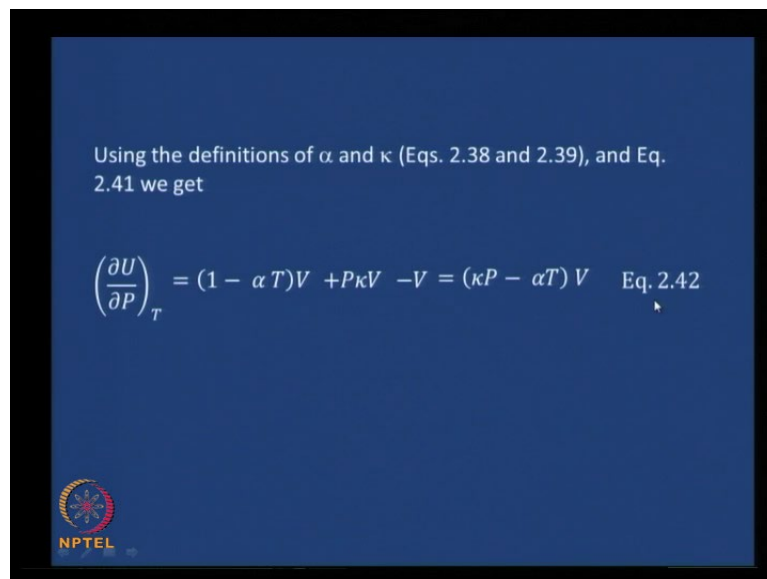 Using the definitions of α and κ (Eqs. 2.38 and 2.39), and Eq.
2.41 we get
(∂U/∂P)_T = (1 − αT)V +PκV −V = (κP − αT) V Eq. 2.42
NPTEL